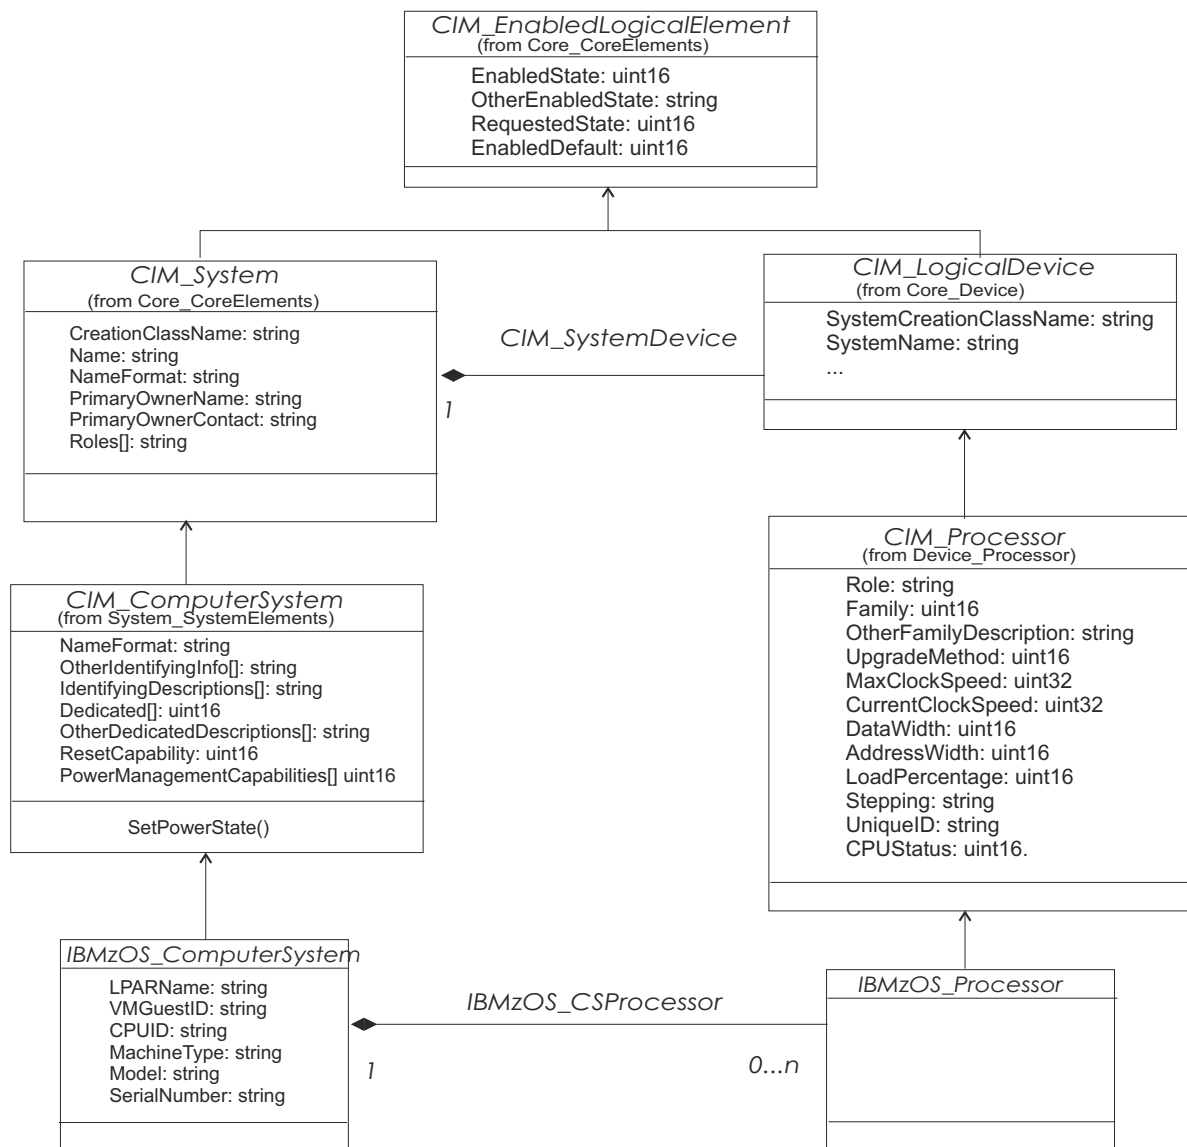 CIM_EnabledLogicalElement
(from Core_CoreElements)
EnabledState: uint16
OtherEnabledState: string
RequestedState: uint16
EnabledDefault: uint16
CIM_System
(from Core_CoreElements)
CreationClassName: string
Name: string
NameFormat: string
PrimaryOwnerName: string
PrimaryOwnerContact: string
Roles[]: string
CIM_SystemDevice
1
CIM_LogicalDevice
(from Core_Device)
SystemCreationClassName: string
SystemName: string
...
CIM_ComputerSystem
(from System_SystemElements)
NameFormat: string
OtherIdentifyingInfo[]: string
IdentifyingDescriptions[]: string
Dedicated[]: uint16
OtherDedicatedDescriptions[]: string
ResetCapability: uint16
PowerManagementCapabilities[] uint16
SetPowerState()
CIM_Processor
(from Device_Processor)
Role: string
Family: uint16
OtherFamilyDescription: string
UpgradeMethod: uint16
MaxClockSpeed: uint32
CurrentClockSpeed: uint32
DataWidth: uint16
AddressWidth: uint16
LoadPercentage: uint16
Stepping: string
UniqueID: string
CPUStatus: uint16.
IBMzOS_ComputerSystem
LPARName: string
VMGuestID: string
CPUID: string
MachineType: string
Model: string
SerialNumber: string
IBMzOS_CSProcessor
1
0...n
IBMzOS_Processor